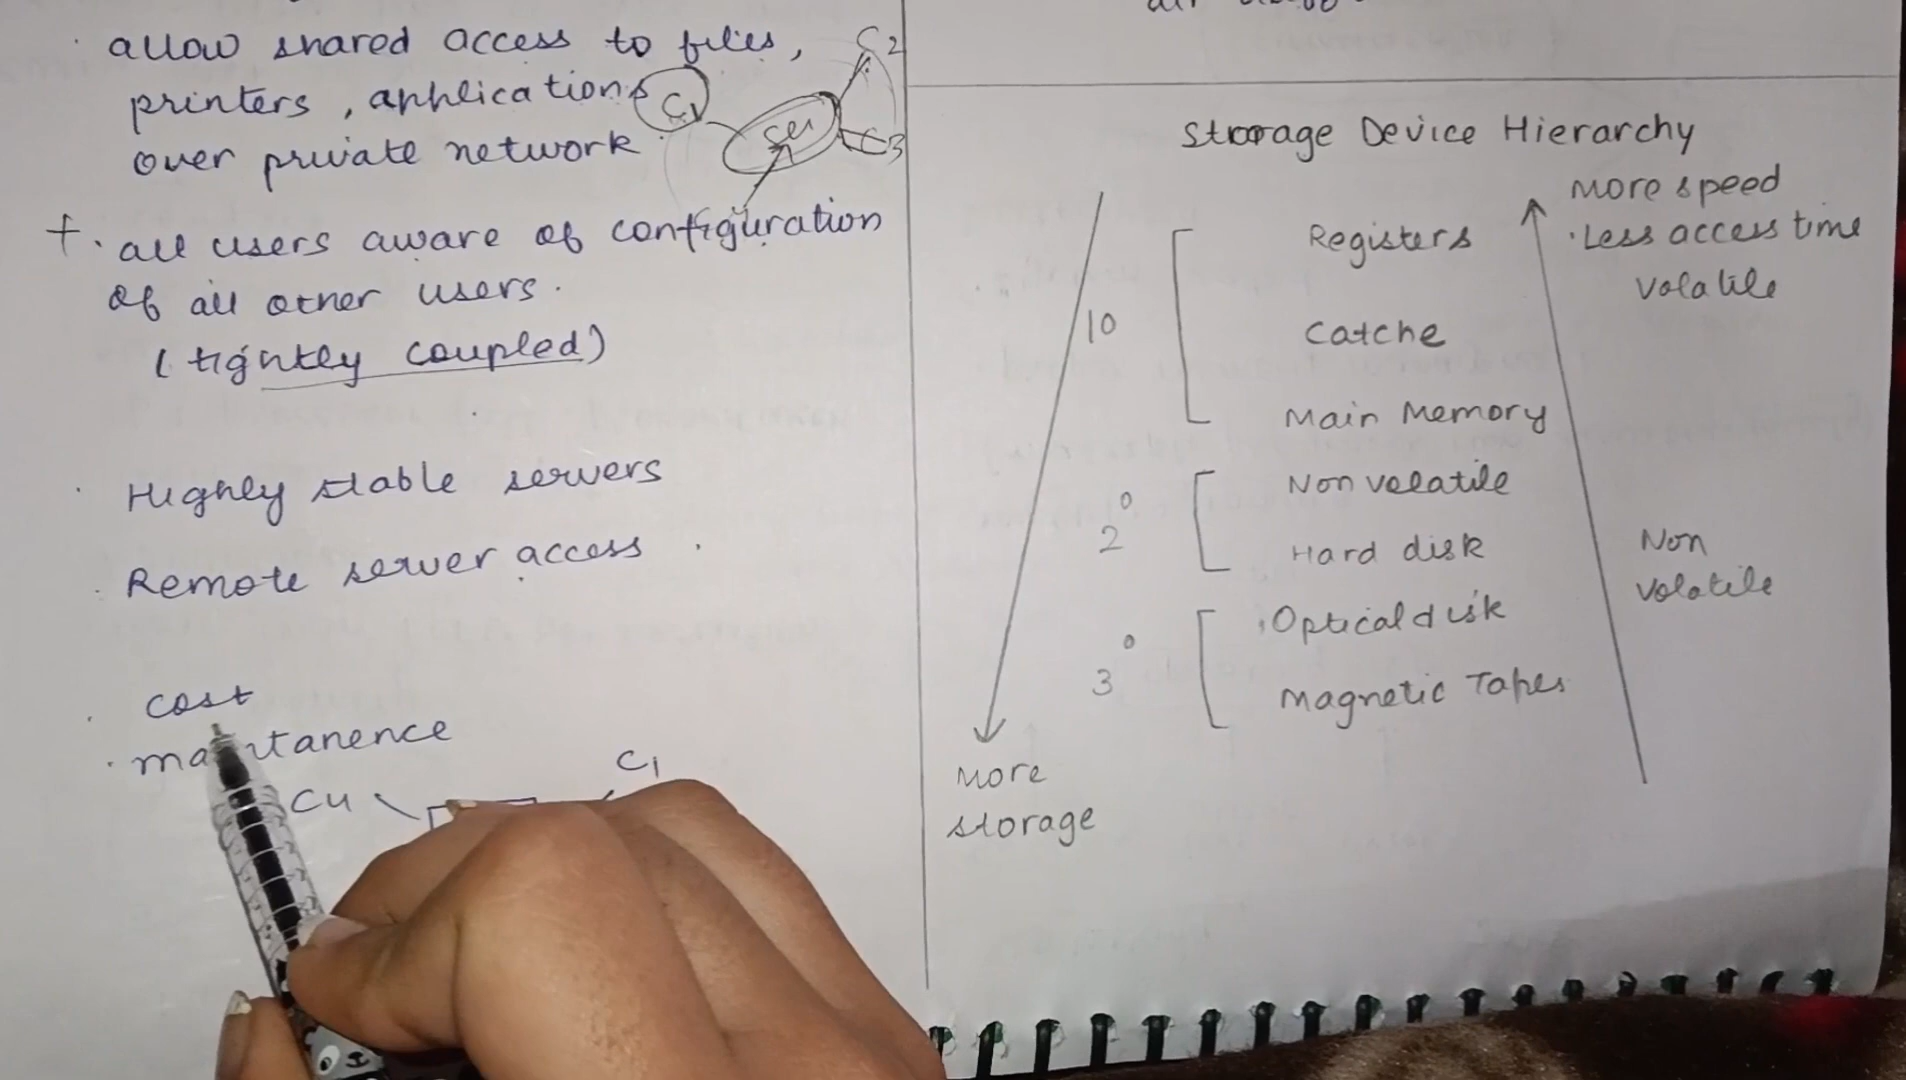 · allow shared access to files,
printers, applications
over private network
C1
Ser
C2
C3
+. all users aware of configuration
of all other users.
(tightly coupled)
· Highly stable servers
· Remote server access
· cost
C4
C1
Storage Device Hierarchy
More speed
· Less access time
volatile
10
Registers
Catche
Main Memory
2°
Non volatile
Hard disk
Non
volatile
3°
Optical disk
Magnetic Tapes
More
storage